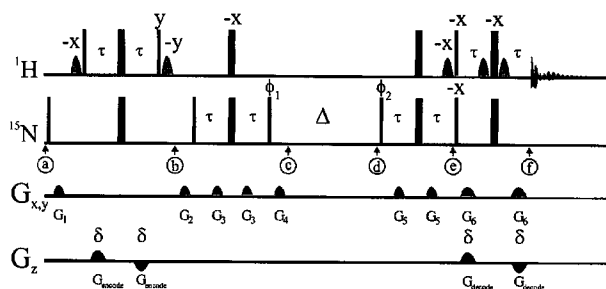 -x τ τ y -y -x -x -x -x τ τ
¹H
τ τ ϕ₁ Δ ϕ₂ τ τ -x
¹⁵N
a b c d e f
Gx,y
G₁ G₂ G₃ G₃ G₄ G₅ G₅ G₆ G₆
δ δ δ δ
Gz
Gencode Gencode Gdecode Gdecode